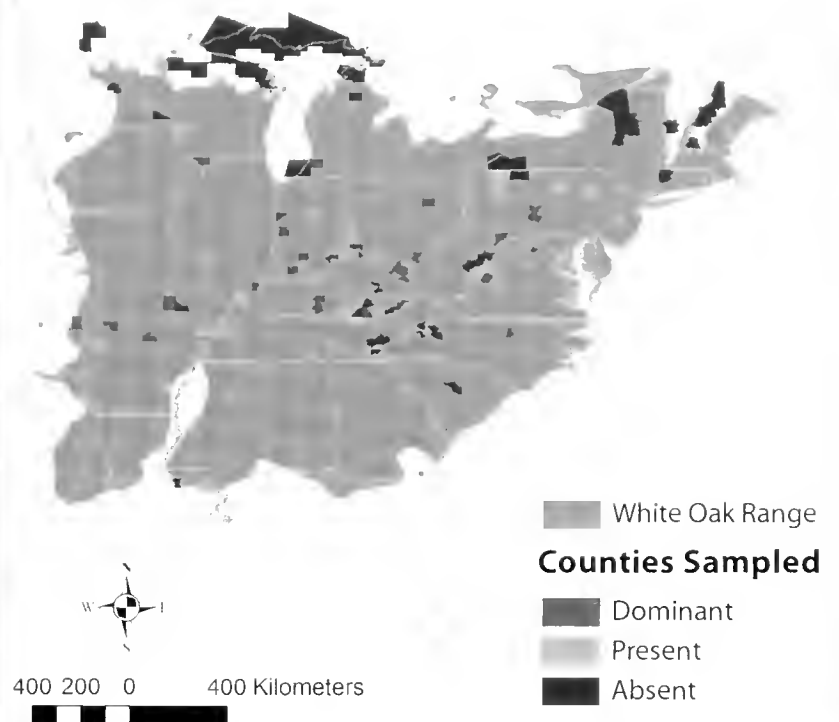 White Oak Range
Counties Sampled
Dominant
Present
Absent
W
400 200 0 400 Kilometers